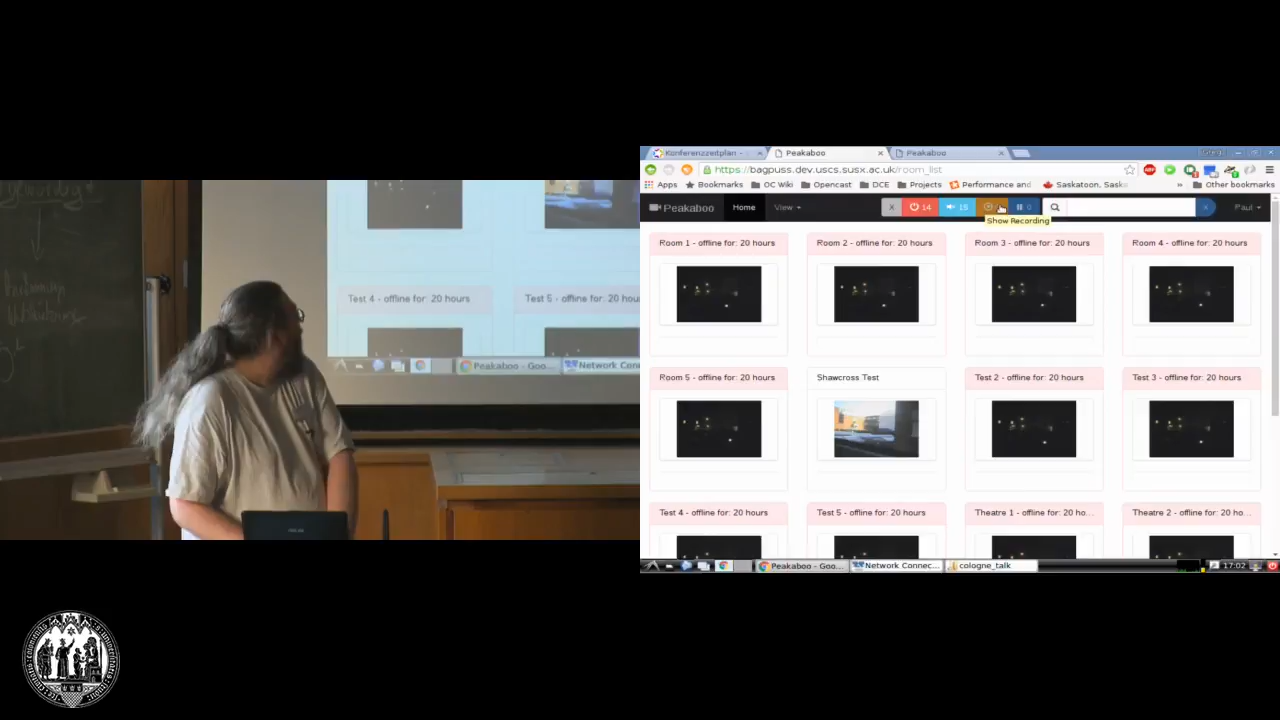 Test 4 - offline for: 20 hours
Test 5 - offline for: 20 hours
Peakaboo - Goo...
Network Conne
Konferenzzeitplan -
Peakaboo
Peakaboo
https://bagpuss.dev.uscs.susx.ac.uk/room_list
Apps
Bookmarks
OC Wiki
Opencast
DCE
Projects
Performance and
Saskatoon, Sask
»
Other bookmarks
Peakaboo
Home
View
x
14
15
0
Paul
Show Recording
Room 1 - offline for: 20 hours
Room 2 - offline for: 20 hours
Room 3 - offline for: 20 hours
Room 4 - offline for: 20 hours
Room 5 - offline for: 20 hours
Shawcross Test
Test 2 - offline for: 20 hours
Test 3 - offline for: 20 hours
Test 4 - offline for: 20 hours
Test 5 - offline for: 20 hours
Theatre 1 - offline for: 20 ho...
Theatre 2 - offline for: 20 ho...
Peakaboo - Goo...
Network Connec...
cologne_talk
17:02